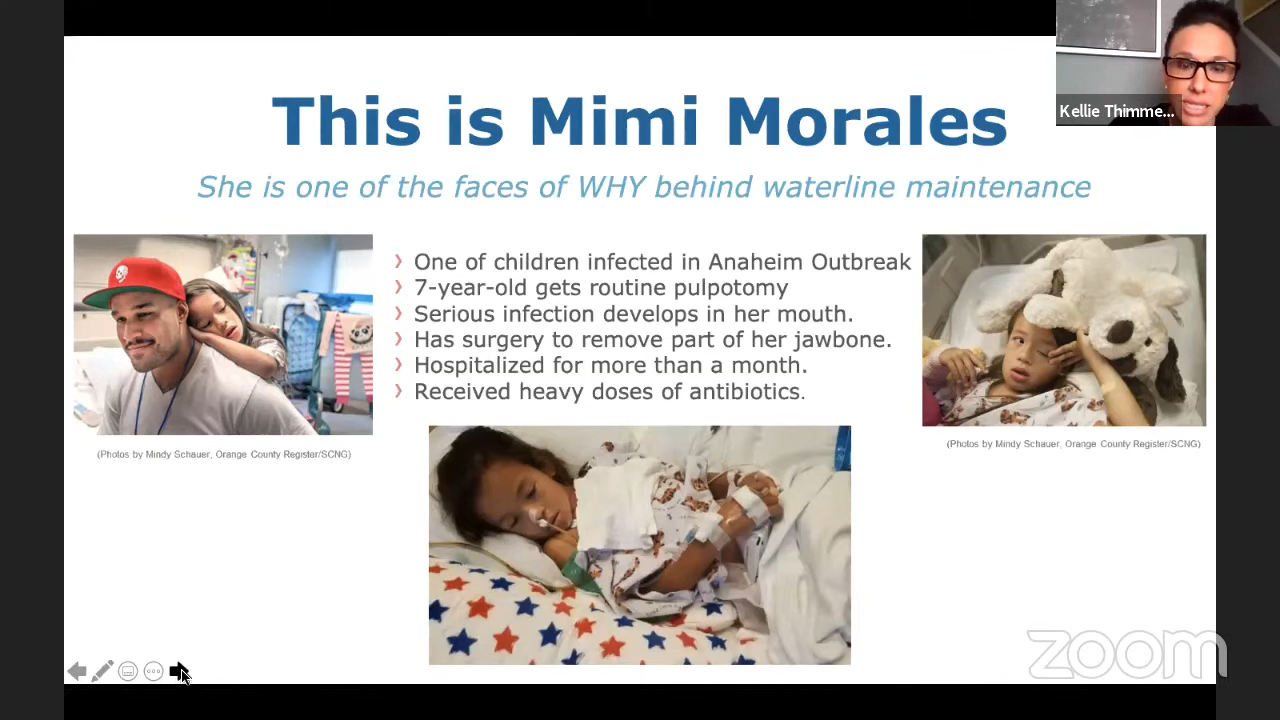 This is Mimi Morales
Kellie Thimme...
She is one of the faces of WHY behind waterline maintenance
One of children infected in Anaheim Outbreak
7-year-old gets routine pulpotomy
Serious infection develops in her mouth.
Has surgery to remove part of her jawbone.
Hospitalized for more than a month.
Received heavy doses of antibiotics.
(Photos by Mindy Schauer, Orange County Register/SCNG)
(Photos by Mindy Schauer, Orange County Register/SCNG)
zoom